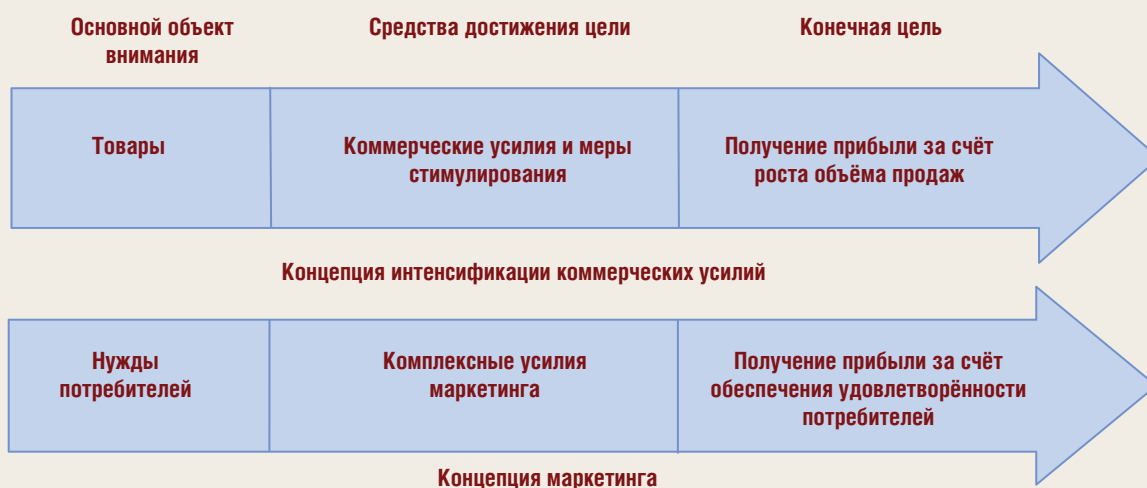 Основной объект
внимания
Средства достижения цели
Конечная цель
Товары
Коммерческие усилия и меры
стимулирования
Получение прибыли за счёт
роста объёма продаж
Концепция интенсификации коммерческих усилий
Нужды
потребителей
Комплексные усилия
маркетинга
Получение прибыли за счёт
обеспечения удовлетворённости
потребителей
Концепция маркетинга